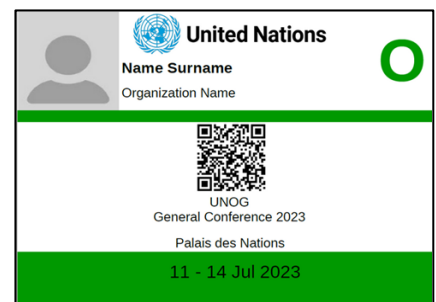 United Nations
Name Surname
O
Organization Name
UNOG
General Conference 2023
Palais des Nations
11 - 14 Jul 2023